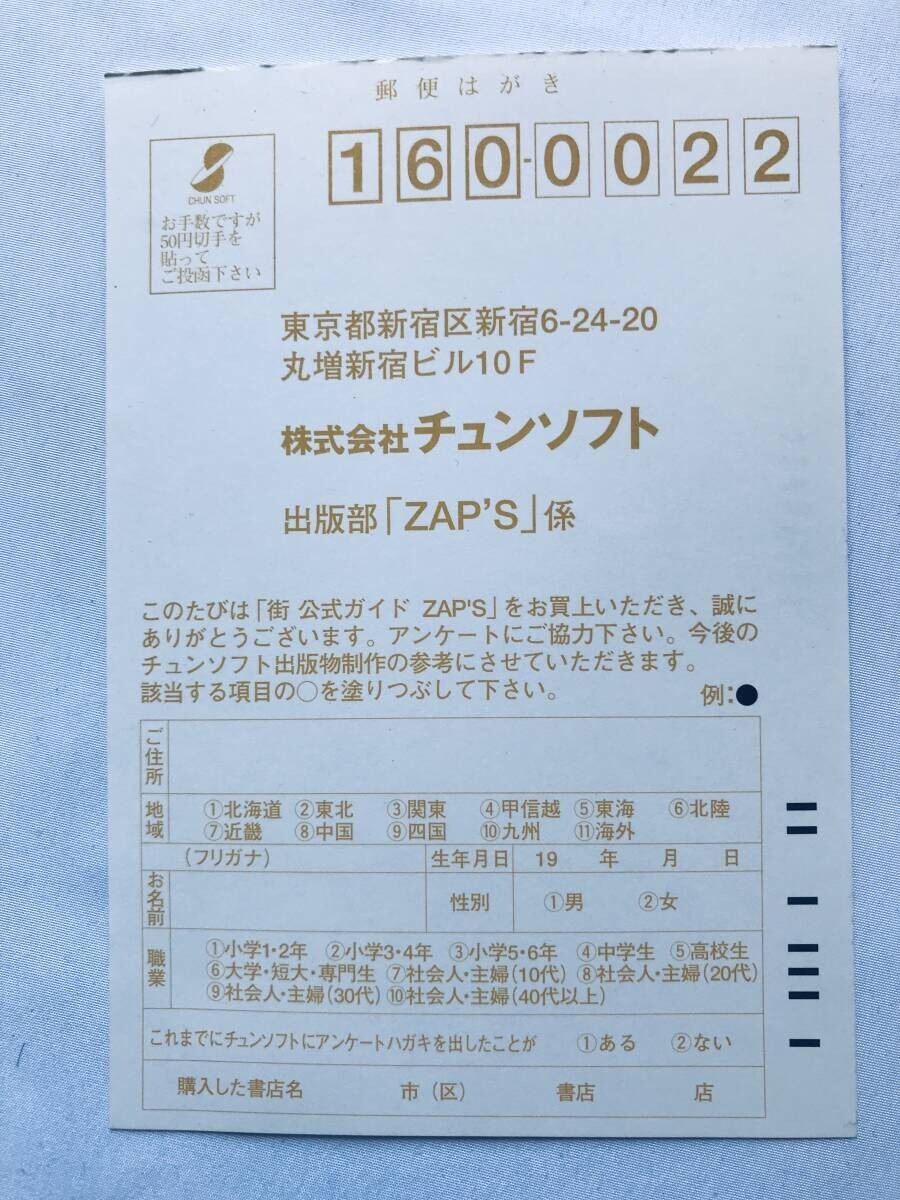 郵便はがき
160-0022
CHUN SOFT
お手数ですが
50円切手を
貼って
ご投函下さい
東京都新宿区新宿6-24-20
丸増新宿ビル10F
株式会社チュンソフト
出版部「ZAP'S」係
このたびは「街 公式ガイド ZAP'S」をお買上いただき、誠に
ありがとうございます。アンケートにご協力下さい。今後の
チュンソフト出版物制作の参考にさせていただきます。
該当する項目の○を塗りつぶして下さい。 例:●
ご住所
地域 ①北海道 ②東北 ③関東 ④甲信越 ⑤東海 ⑥北陸
⑦近畿 ⑧中国 ⑨四国 ⑩九州 ⑪海外
(フリガナ) 生年月日 19 年 月 日
お名前 性別 ①男 ②女
職業 ①小学1・2年 ②小学3・4年 ③小学5・6年 ④中学生 ⑤高校生
⑥大学・短大・専門生 ⑦社会人・主婦(10代) ⑧社会人・主婦(20代)
⑨社会人・主婦(30代) ⑩社会人・主婦(40代以上)
これまでにチュンソフトにアンケートハガキを出したことが ①ある ②ない
購入した書店名 市(区) 書店 店